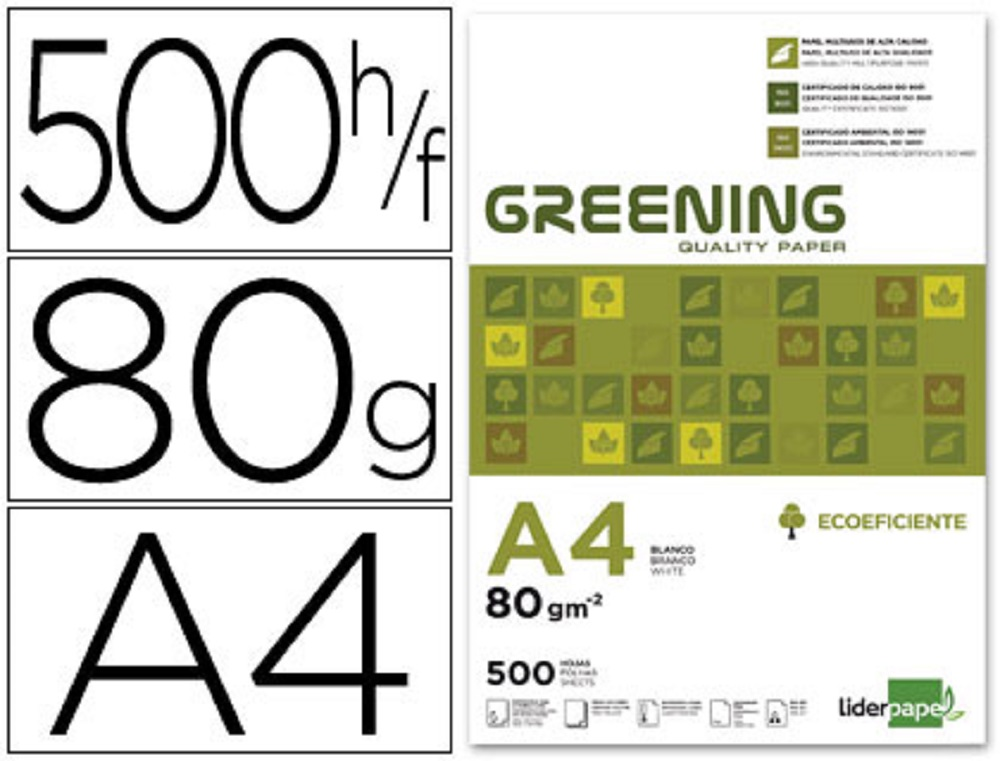 500 h/f
80g
A4
PAPEL MULTIUSOS DE ALTA CALIDAD
PAPEL MULTIUSOS DE ALTA QUALIDADE
HIGH QUALITY MULTIPURPOSE PAPER
ISO 9001
CERTIFICADO DE CALIDAD ISO 9001
CERTIFICADO DE QUALIDADE ISO 9001
QUALITY CERTIFICATE ISO 9001
ISO 14001
CERTIFICADO AMBIENTAL ISO 14001
CERTIFICADO AMBIENTAL ISO 14001
ENVIRONMENTAL STANDARD CERTIFICATE ISO 14001
GREENING
QUALITY PAPER
A4
BLANCO
BRANCO
WHITE
ECOEFICIENTE
80 gm-2
500
HOJAS
FOLHAS
SHEETS
liderpapel